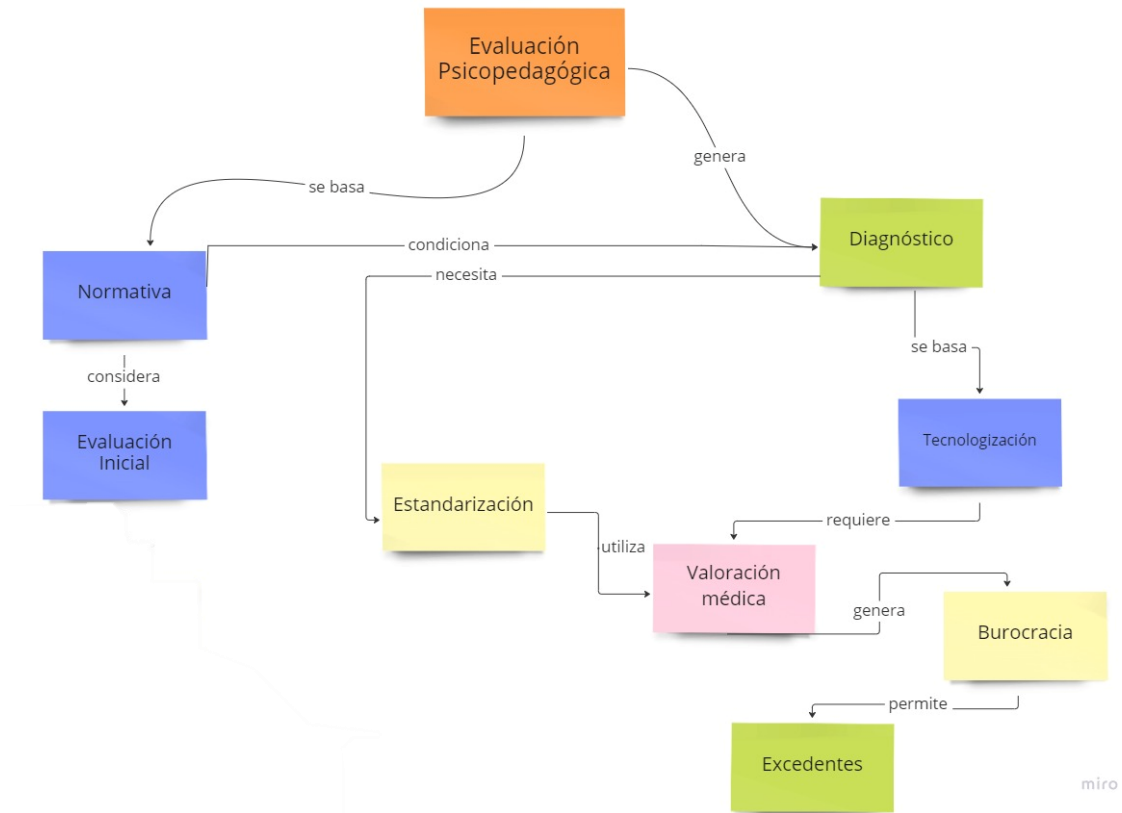 Evaluación
Psicopedagógica
genera
se basa
Diagnóstico
condiciona
necesita
Normativa
se basa
considera
Tecnologización
Evaluación
Inicial
Estandarización
requiere
utiliza
Valoración
médica
genera
Burocracia
permite
Excedentes
miro